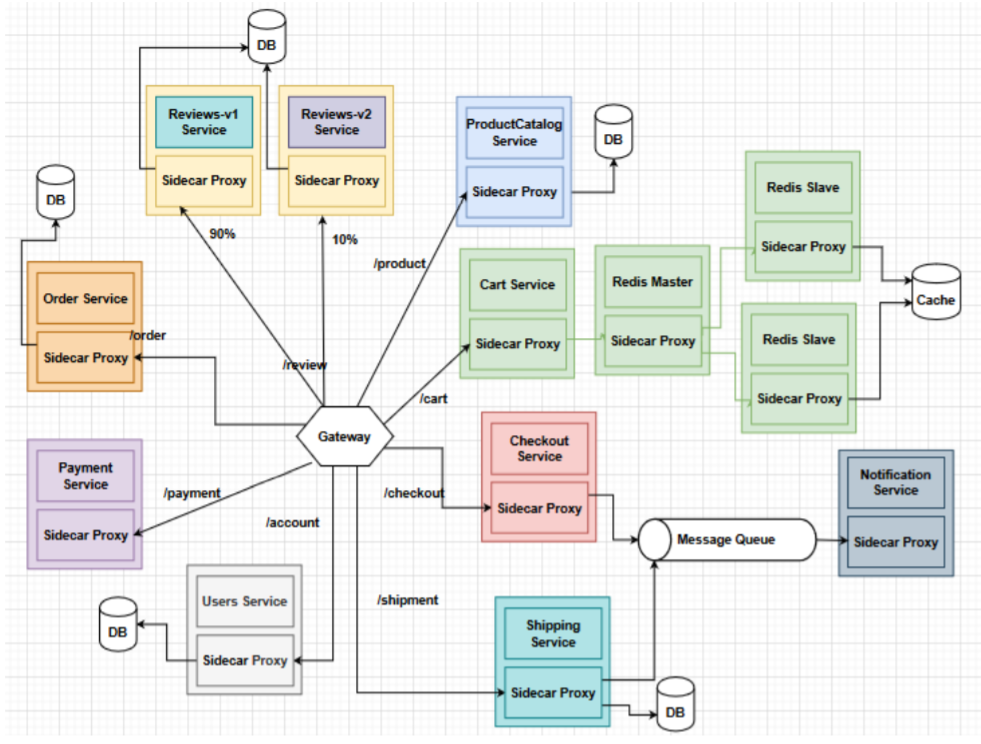 DB
Reviews-v1
Service
Sidecar Proxy
Reviews-v2
Service
Sidecar Proxy
ProductCatalog
Service
Sidecar Proxy
DB
Redis Slave
Sidecar Proxy
DB
90%
10%
/product
Order Service
/order
Sidecar Proxy
Cart Service
Sidecar Proxy
Redis Master
Sidecar Proxy
Cache
Redis Slave
Sidecar Proxy
/review
/cart
Gateway
Payment
Service
Sidecar Proxy
/payment
/account
/checkout
Checkout
Service
Sidecar Proxy
Message Queue
Notification
Service
Sidecar Proxy
Users Service
Sidecar Proxy
DB
/shipment
Shipping
Service
Sidecar Proxy
DB